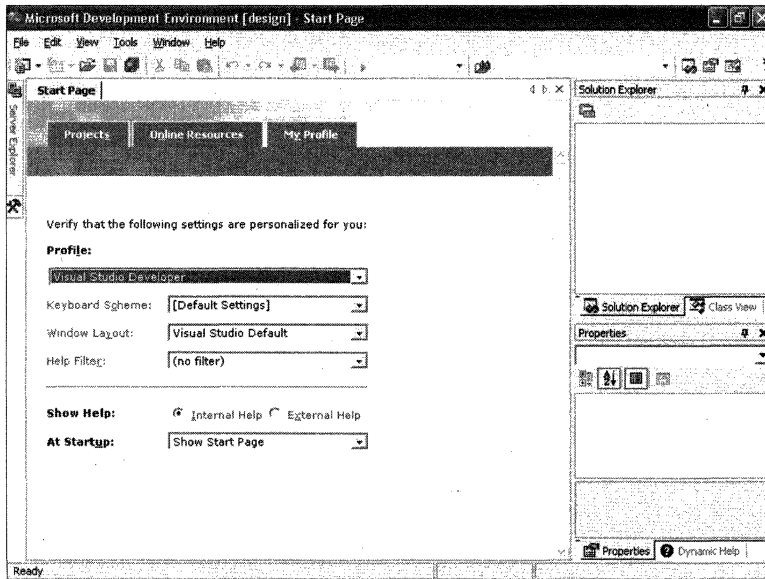 Microsoft Development Environment [design] - Start Page
File Edit View Tools Window Help
Start Page
Server Explorer
Projects Online Resources My Profile
Verify that the following settings are personalized for you:
Profile:
Visual Studio Developer
Keyboard Scheme: [Default Settings]
Window Layout: Visual Studio Default
Help Filter: (no filter)
Show Help: Internal Help External Help
At Startup: Show Start Page
Solution Explorer
Solution Explorer Class View
Properties
Properties Dynamic Help
Ready